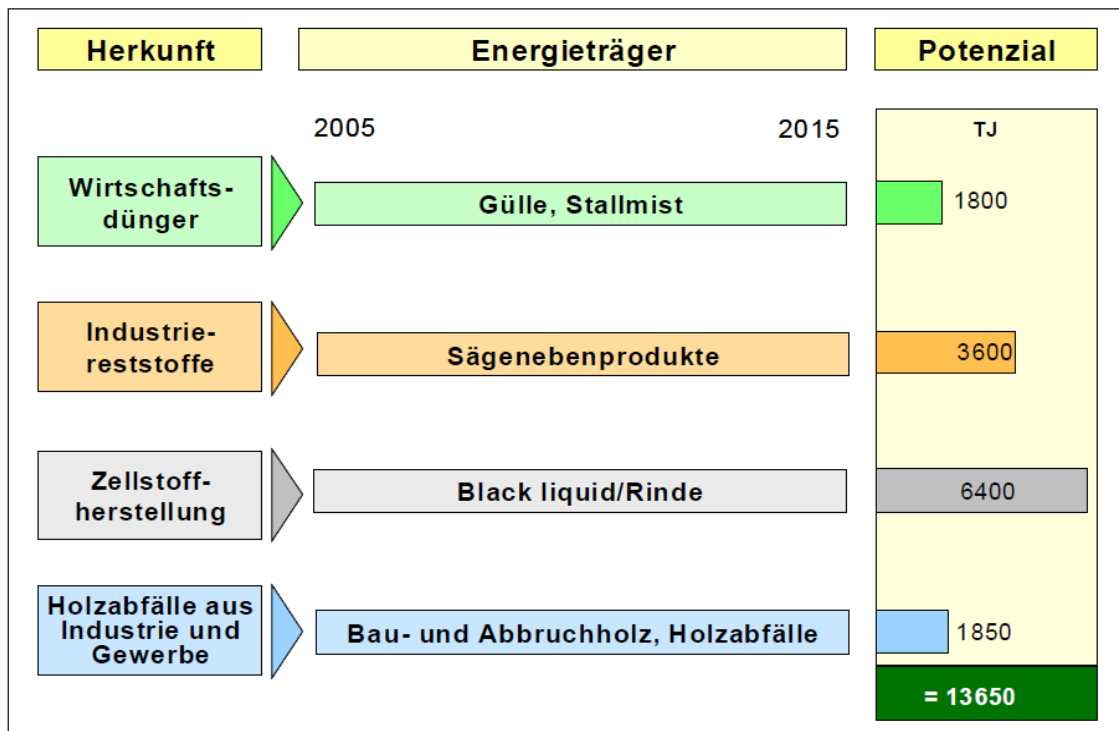 Herkunft
Energieträger
Potenzial
2005
2015
TJ
Wirtschafts-
dünger
Gülle, Stallmist
1800
Industrie-
reststoffe
Sägenebenprodukte
3600
Zellstoff-
herstellung
Black liquid/Rinde
6400
Holzabfälle aus
Industrie und
Gewerbe
Bau- und Abbruchholz, Holzabfälle
1850
= 13650